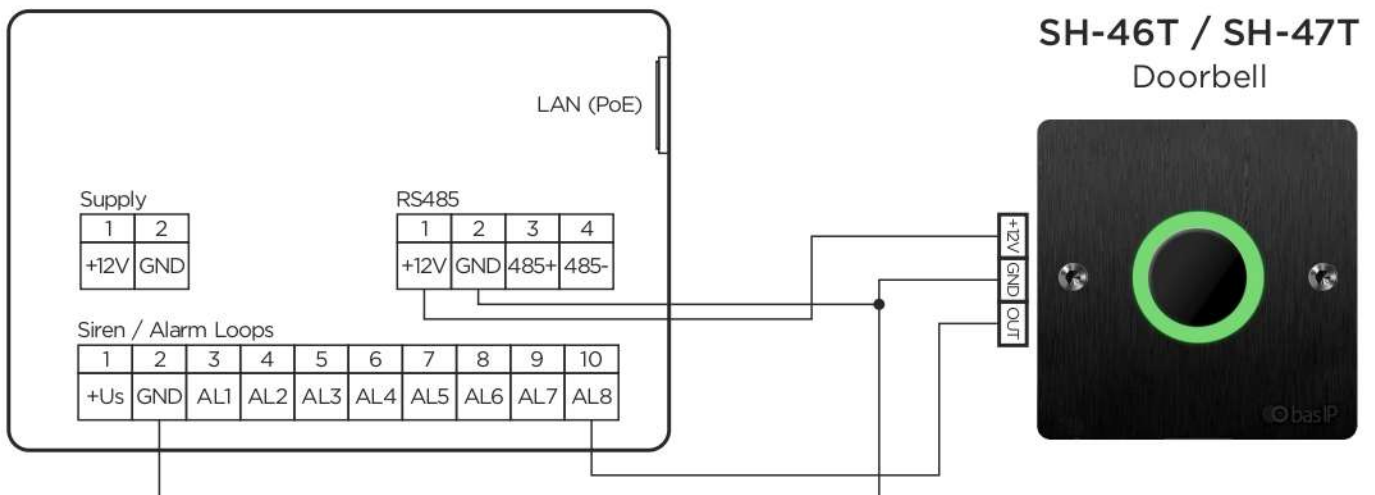 SH-46T / SH-47T
Doorbell
LAN (PoE)
Supply
1 2
+12V GND
RS485
1 2 3 4
+12V GND 485+ 485-
+12V
GND
OUT
Siren / Alarm Loops
1 2 3 4 5 6 7 8 9 10
+Us GND AL1 AL2 AL3 AL4 AL5 AL6 AL7 AL8
basIP